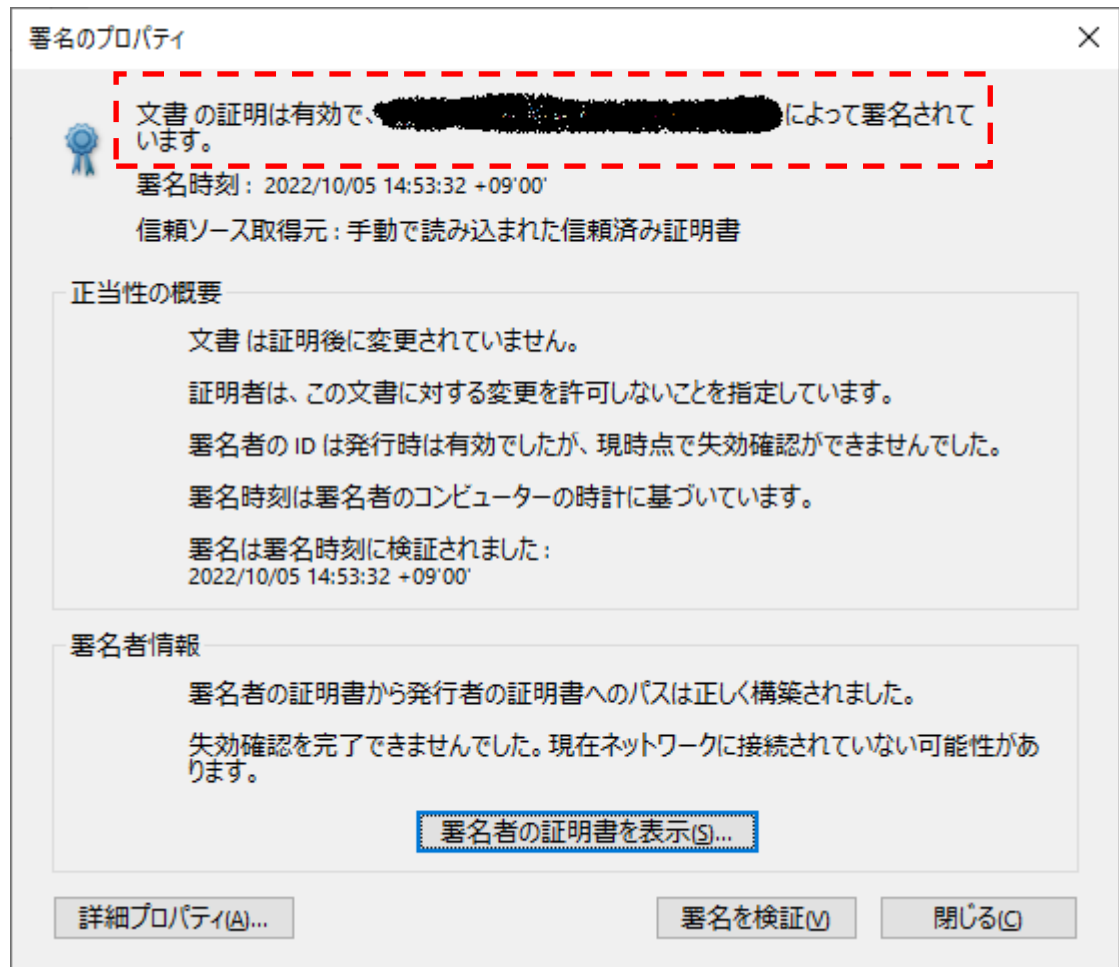 署名のプロパティ
文書 の証明は有効で、
によって署名されて
います。
署名時刻 : 2022/10/05 14:53:32 +09'00'
信頼ソース取得元 : 手動で読み込まれた信頼済み証明書
正当性の概要
文書 は証明後に変更されていません。
証明者は、この文書に対する変更を許可しないことを指定しています。
署名者の ID は発行時は有効でしたが、現時点で失効確認ができませんでした。
署名時刻は署名者のコンピューターの時計に基づいています。
署名は署名時刻に検証されました :
2022/10/05 14:53:32 +09'00'
署名者情報
署名者の証明書から発行者の証明書へのパスは正しく構築されました。
失効確認を完了できませんでした。現在ネットワークに接続されていない可能性があ
ります。
署名者の証明書を表示(S)...
詳細プロパティ(A)... 署名を検証(V) 閉じる(C)